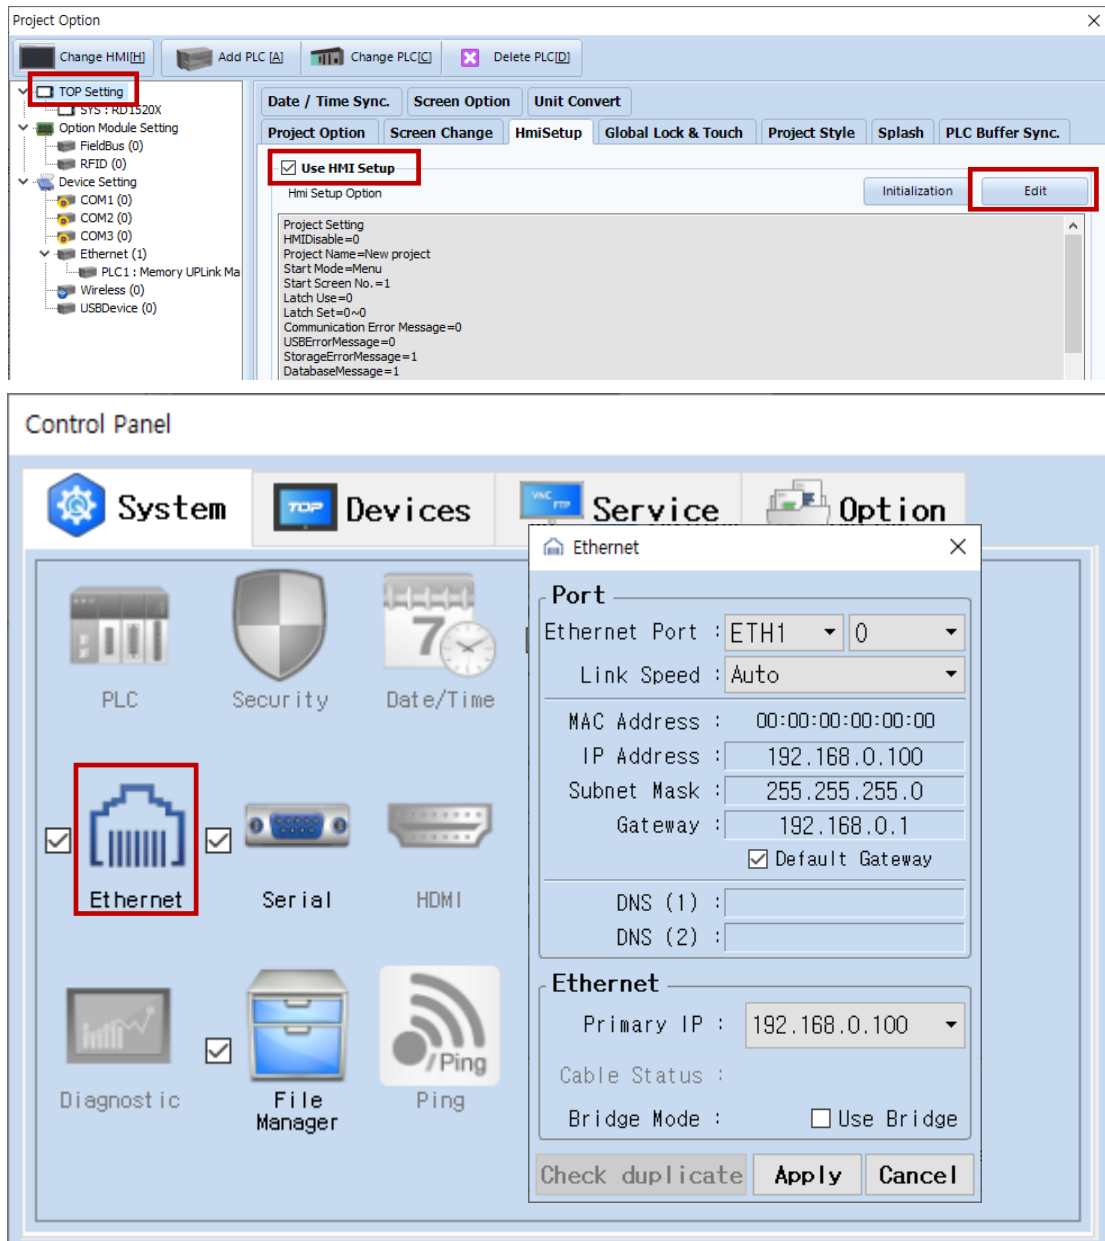 Project Option
Change HMI[H] Add PLC [A] Change PLC[C] Delete PLC[D]
TOP Setting
SYS : RD1520X
Option Module Setting
FieldBus (0)
RFID (0)
Device Setting
COM1 (0)
COM2 (0)
COM3 (0)
Ethernet (1)
PLC1 : Memory UPLink Ma
Wireless (0)
USBDevice (0)
Date / Time Sync. Screen Option Unit Convert
Project Option Screen Change HmiSetup Global Lock & Touch Project Style Splash PLC Buffer Sync.
Use HMI Setup
Hmi Setup Option Initialization Edit
Project Setting
HMIDisable=0
Project Name=New project
Start Mode=Menu
Start Screen No.=1
Latch Use=0
Latch Set=0~0
Communication Error Message=0
USBErrorMessage=0
StorageErrorMessage=1
DatabaseMessage=1
Control Panel
System Devices Service Option
TOP
VNC
FTP
PLC Security Date/Time
7
Ethernet Serial HDMI
Diagnostic File Manager Ping
/Ping
Ethernet
Port
Ethernet Port : ETH1 0
Link Speed : Auto
MAC Address : 00:00:00:00:00:00
IP Address : 192.168.0.100
Subnet Mask : 255.255.255.0
Gateway : 192.168.0.1
Default Gateway
DNS (1) :
DNS (2) :
Ethernet
Primary IP : 192.168.0.100
Cable Status :
Bridge Mode : Use Bridge
Check duplicate Apply Cancel